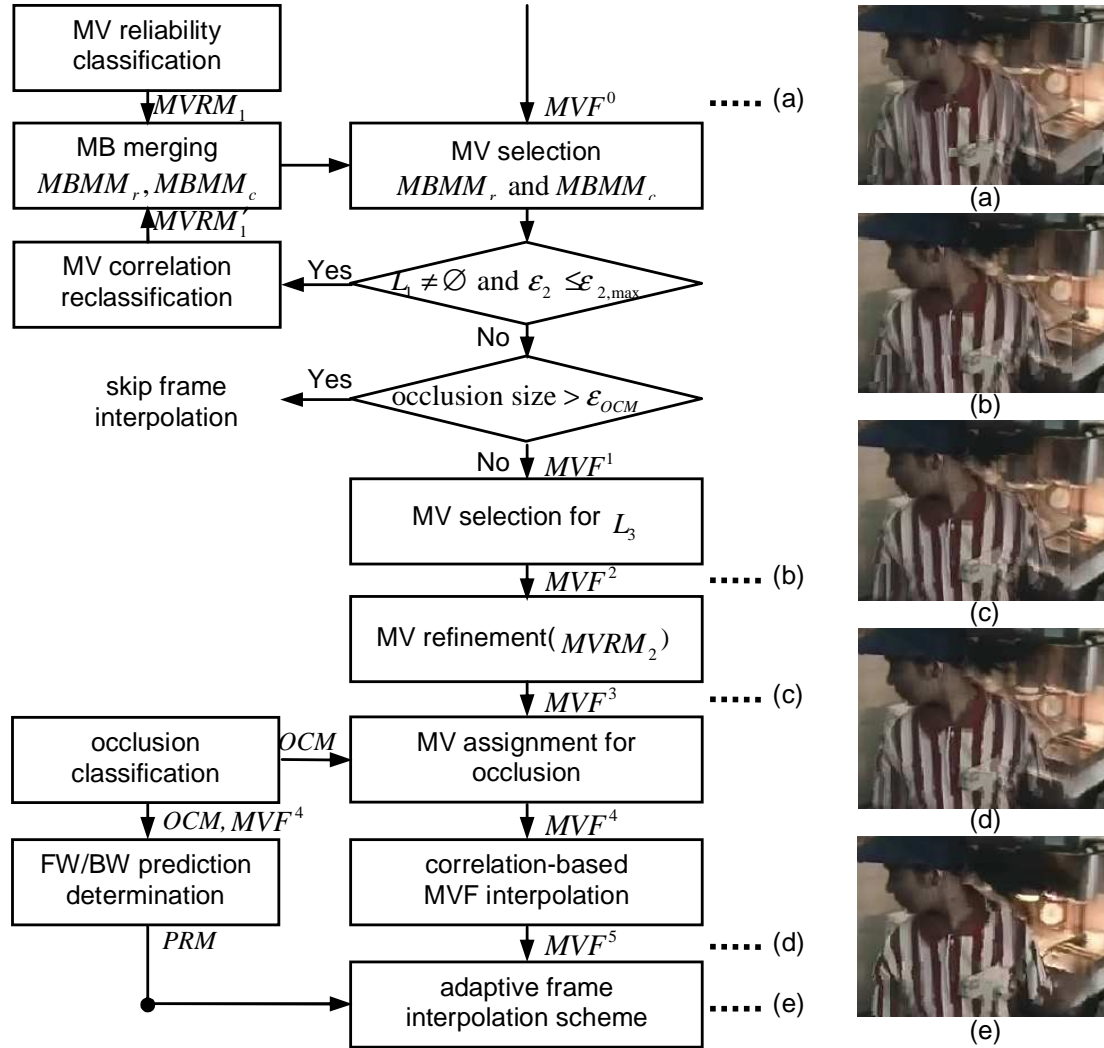 MV reliability
classification
MVRM₁
MVF⁰
(a)
MB merging
MBMMᵣ, MBMM_c
MV selection
MBMMᵣ and MBMM_c
MVRM₁′
MV correlation
reclassification
Yes
L₁ ≠ ∅ and ε₂ ≤ ε₂,max
No
skip frame
interpolation
Yes
occlusion size > ε_OCM
No
MVF¹
MV selection for L₃
MVF²
(b)
MV refinement( MVRM₂ )
MVF³
(c)
occlusion
classification
OCM
MV assignment for
occlusion
OCM, MVF⁴
MVF⁴
FW/BW prediction
determination
correlation-based
MVF interpolation
PRM
MVF⁵
(d)
adaptive frame
interpolation scheme
(e)
(a)
(b)
(c)
(d)
(e)